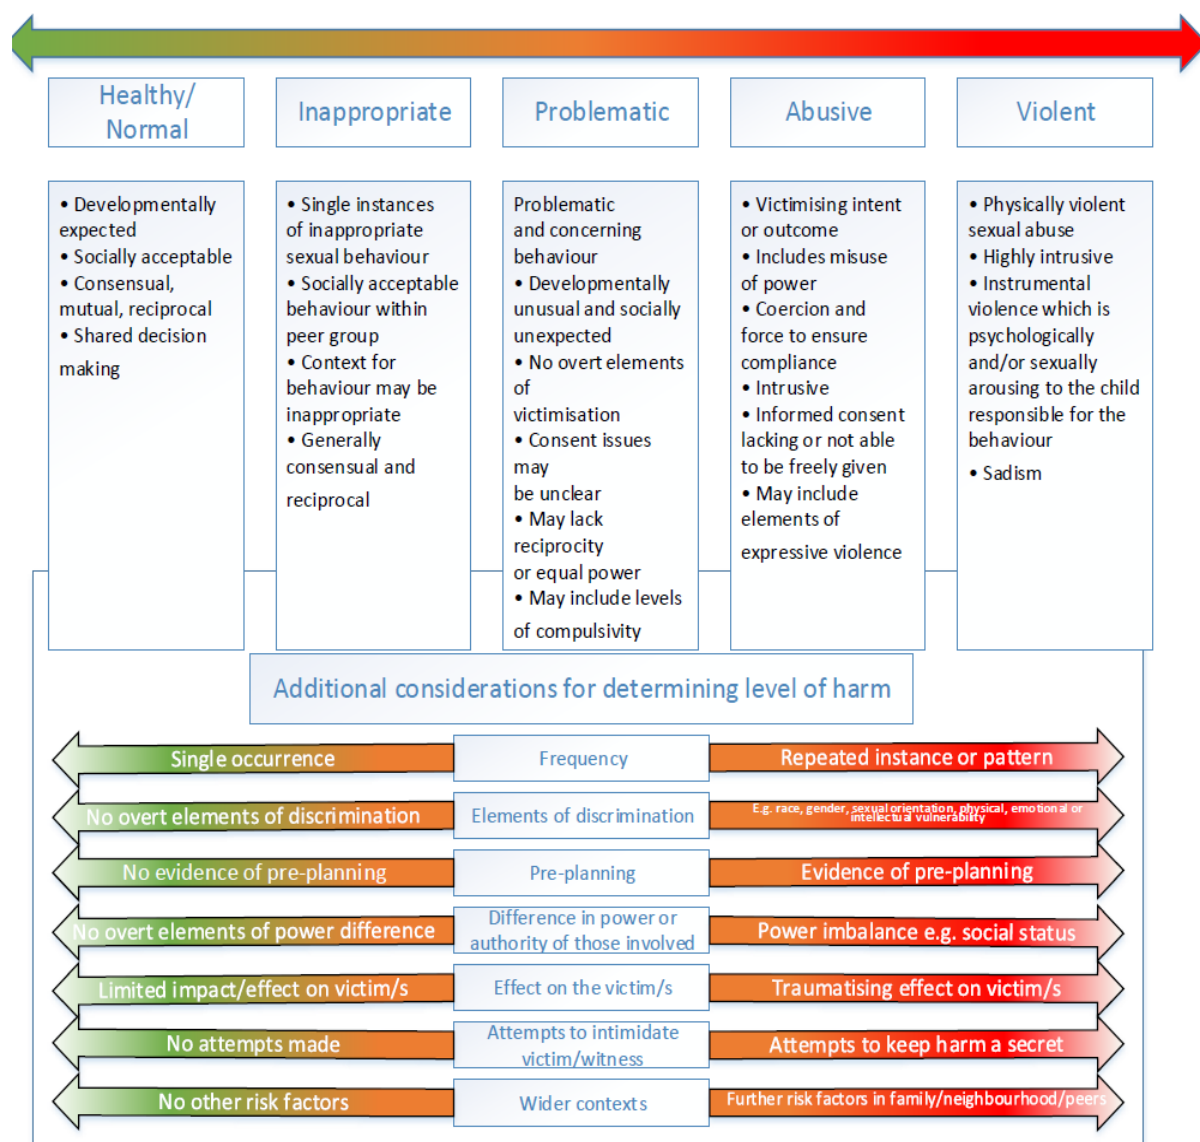 Healthy/
Normal
Inappropriate
Problematic
Abusive
Violent
• Developmentally
expected
• Socially acceptable
• Consensual,
mutual, reciprocal
• Shared decision
making
• Single instances
of inappropriate
sexual behaviour
• Socially acceptable
behaviour within
peer group
• Context for
behaviour may be
inappropriate
• Generally
consensual and
reciprocal
Problematic
and concerning
behaviour
• Developmentally
unusual and socially
unexpected
• No overt elements
of
victimisation
• Consent issues
may
be unclear
• May lack
reciprocity
or equal power
• May include levels
of compulsivity
• Victimising intent
or outcome
• Includes misuse
of power
• Coercion and
force to ensure
compliance
• Intrusive
• Informed consent
lacking or not able
to be freely given
• May include
elements of
expressive violence
• Physically violent
sexual abuse
• Highly intrusive
• Instrumental
violence which is
psychologically
and/or sexually
arousing to the child
responsible for the
behaviour
• Sadism
Additional considerations for determining level of harm
Single occurrence
Frequency
Repeated instance or pattern
No overt elements of discrimination
Elements of discrimination
E.g. race, gender, sexual orientation, physical, emotional or
intellectual vulnerability
No evidence of pre-planning
Pre-planning
Evidence of pre-planning
No overt elements of power difference
Difference in power or
authority of those involved
Power imbalance e.g. social status
Limited impact/effect on victim/s
Effect on the victim/s
Traumatising effect on victim/s
No attempts made
Attempts to intimidate
victim/witness
Attempts to keep harm a secret
No other risk factors
Wider contexts
Further risk factors in family/neighbourhood/peers